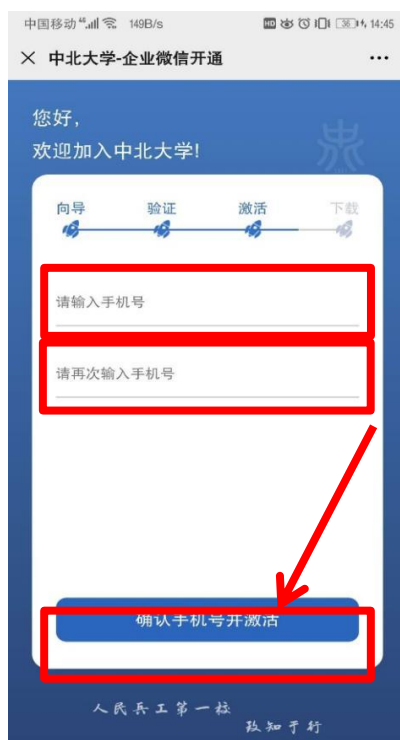 中国移动 4G 149B/s HD 36 14:45
× 中北大学-企业微信开通 ...
您好，
欢迎加入中北大学!
向导 验证 激活 下载
请输入手机号
请再次输入手机号
确认手机号并激活
人民兵工第一校
致知于行